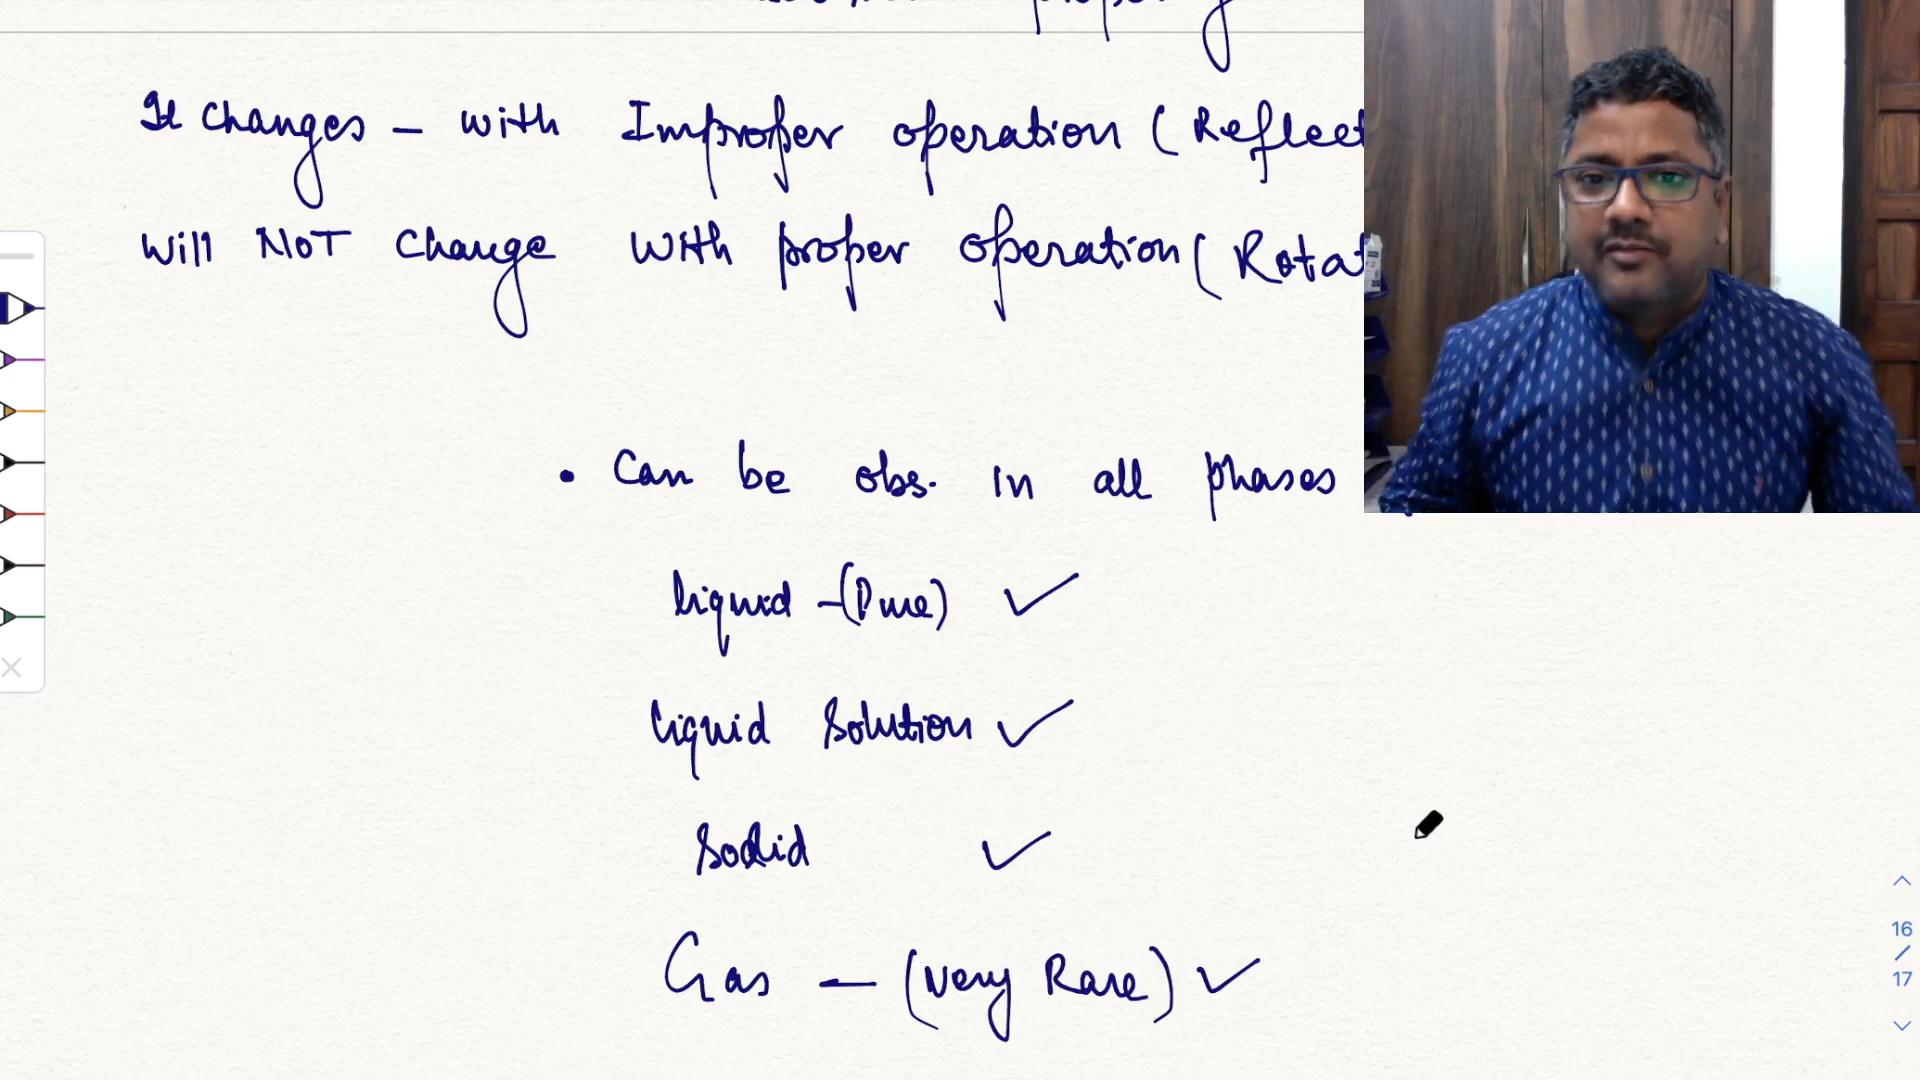 It changes - with Improper operation (Reflect
will NOT Change with proper operation (Rotat
• Can be obs. in all phases
liquid - (Pure) ✓
liquid Solution ✓
Solid ✓
Gas - (very Rare) ✓
16
/
17